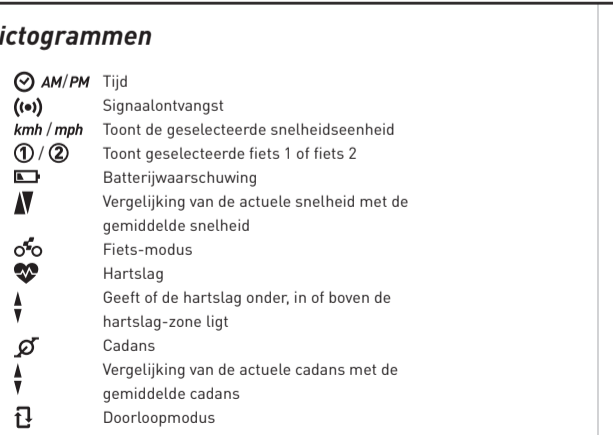 ictogrammen
AM/PM Tijd
Signaalontvangst
kmh / mph Toont de geselecteerde snelheidseenheid
1 / 2 Toont geselecteerde fiets 1 of fiets 2
Batterijwaarschuwing
Vergelijking van de actuele snelheid met de
gemiddelde snelheid
Fiets-modus
Hartslag
Geeft of de hartslag onder, in of boven de
hartslag-zone ligt
Cadans
Vergelijking van de actuele cadans met de
gemiddelde cadans
Doorloopmodus